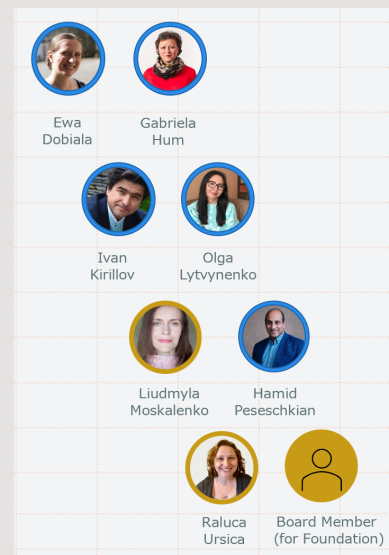 Ewa
Dobiala
Gabriela
Hum
Ivan
Kirillov
Olga
Lytvynenko
Liudmyla
Moskalenko
Hamid
Peseschkian
Raluca
Ursica
Board Member
(for Foundation)